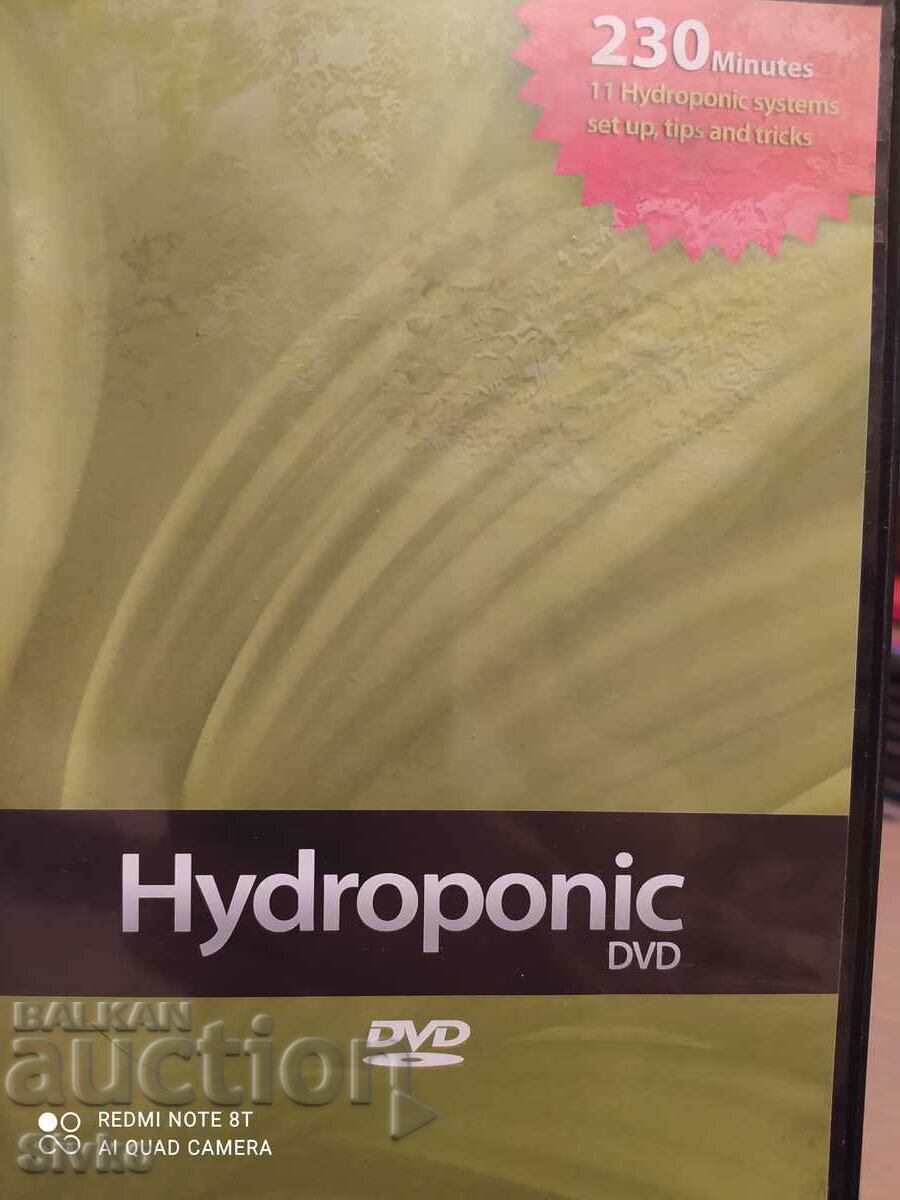 230 Minutes
11 Hydroponic systems
set up, tips and tricks
Hydroponic
DVD
DVD
BALKAN
auction
REDMI NOTE 8T
AI QUAD CAMERA
Sivko